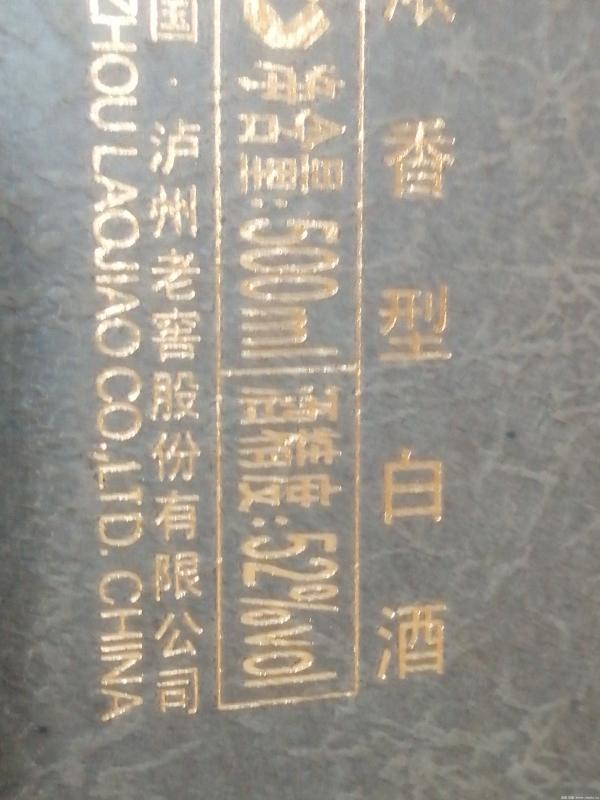 浓香型白酒
净含量:500ml
酒精度:52%vol
国·泸州老窖股份有限公司
ZHOU LAOJIAO CO.,LTD. CHINA